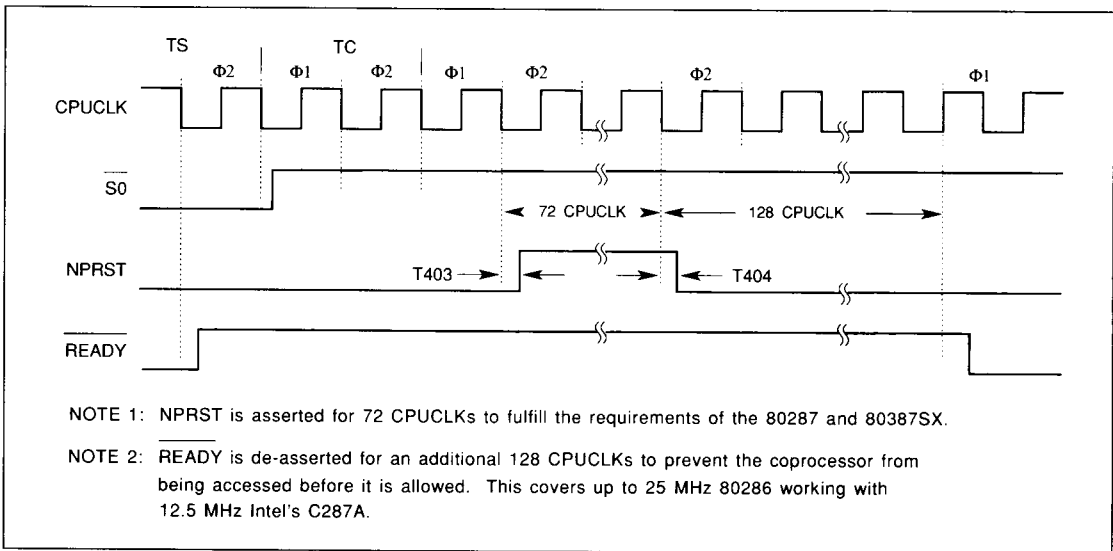 TS TC
Φ2 Φ1 Φ2 Φ1 Φ2 Φ2 Φ1
CPUCLK
S0
72 CPUCLK 128 CPUCLK
NPRST
T403 T404
READY
NOTE 1: NPRST is asserted for 72 CPUCLKs to fulfill the requirements of the 80287 and 80387SX.
NOTE 2: READY is de-asserted for an additional 128 CPUCLKs to prevent the coprocessor from
being accessed before it is allowed. This covers up to 25 MHz 80286 working with
12.5 MHz Intel's C287A.